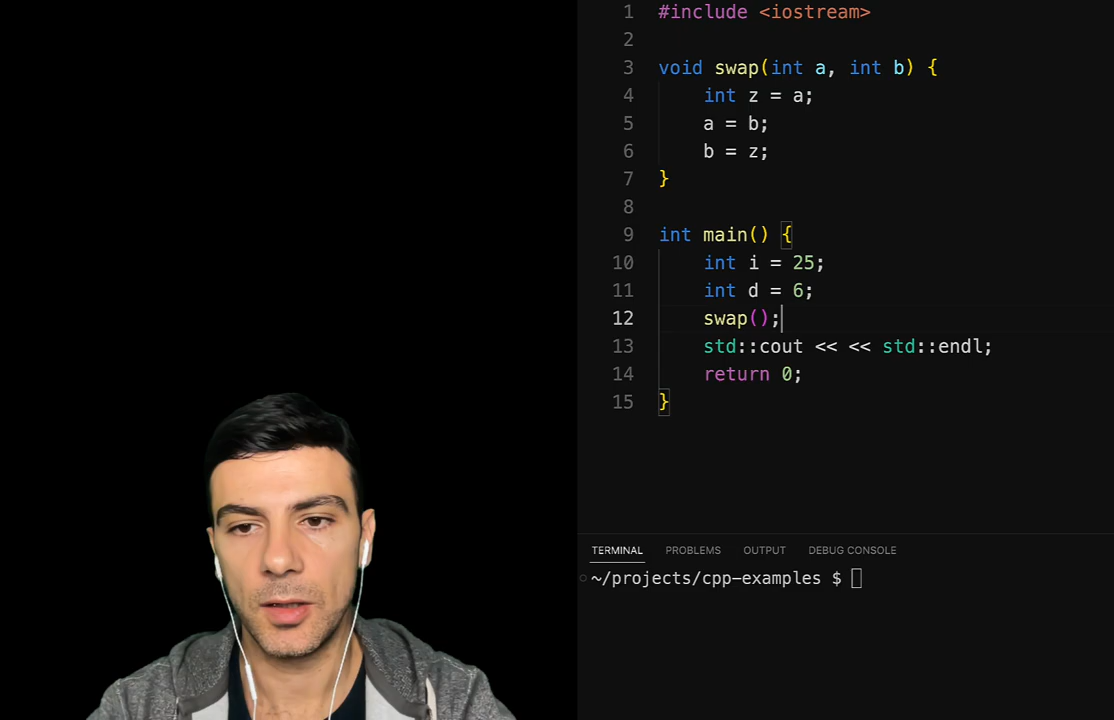 1 #include <iostream>
2
3 void swap(int a, int b) {
4 int z = a;
5 a = b;
6 b = z;
7 }
8
9 int main() {
10 int i = 25;
11 int d = 6;
12 swap();
13 std::cout << << std::endl;
14 return 0;
15 }
TERMINAL PROBLEMS OUTPUT DEBUG CONSOLE
~/projects/cpp-examples $